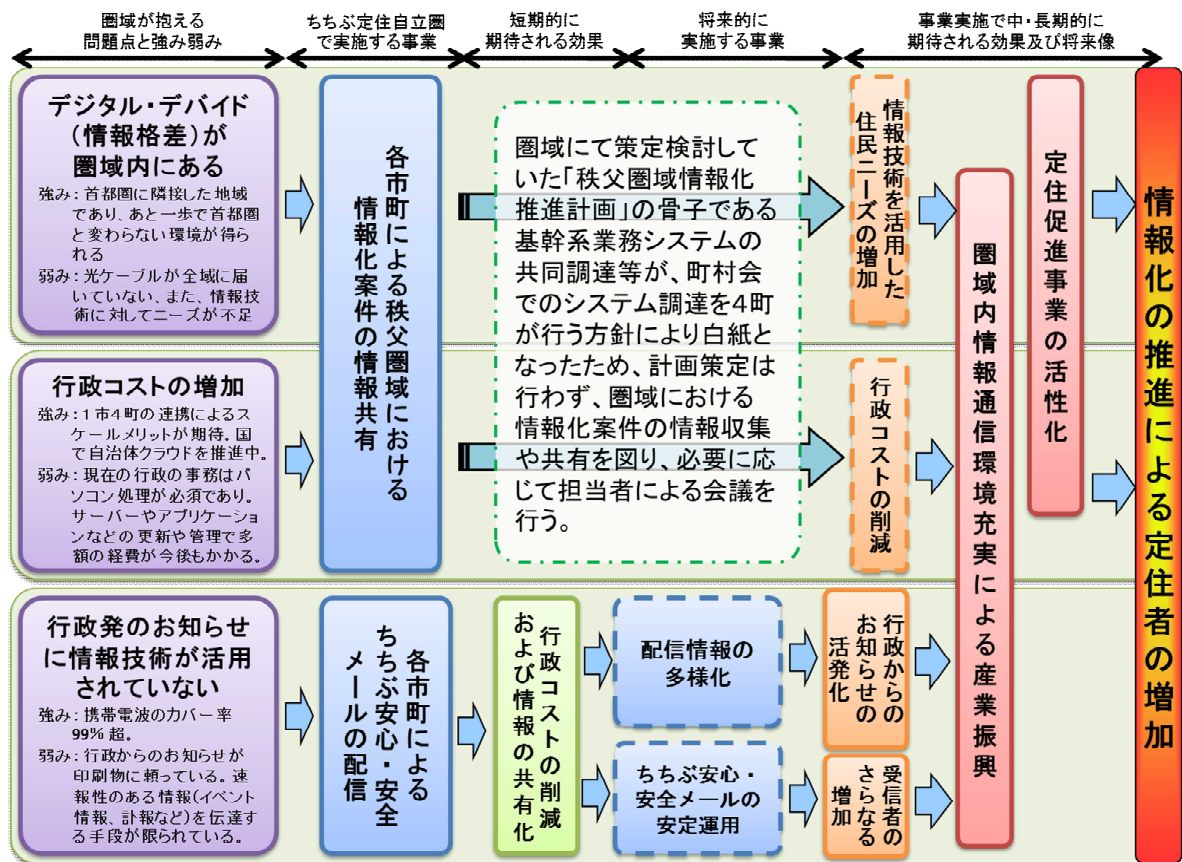 圏域が抱える
問題点と強み弱み
ちちぶ定住自立圏
で実施する事業
短期的に
期待される効果
将来的に
実施する事業
事業実施で中・長期的に
期待される効果及び将来像
デジタル・デバイド
（情報格差）が
圏域内にある
強み：首都圏に隣接した地域
であり、あと一歩で首都圏
と変わらない環境が得ら
れる
弱み：光ケーブルが全域に届
いていない、また、情報技
術に対してニーズが不足
行政コストの増加
強み：1市4町の連携によるス
ケールメリットが期待。国
で自治体クラウドを推進中。
弱み：現在の行政の事務はパ
ソコン処理が必須であり。
サーバーやアプリケーショ
ンなどの更新や管理で多
額の経費が今後もかかる。
行政発のお知らせ
に情報技術が活用
されていない
強み：携帯電波のカバー率
99%超。
弱み：行政からのお知らせが
印刷物に頼っている。速
報性のある情報（イベント
情報、訃報など）を伝達す
る手段が限られている。
各市町による秩父圏域における
情報化案件の情報共有
各市町による
ちちぶ安心・安全
メールの配信
圏域にて策定検討して
いた「秩父圏域情報化
推進計画」の骨子である
基幹系業務システムの
共同調達等が、町村会
でのシステム調達を4町
が行う方針により白紙と
なったため、計画策定は
行わず、圏域における
情報化案件の情報収集
や共有を図り、必要に応
じて担当者による会議を
行う。
行政コストの削減
および情報の共有化
配信情報の
多様化
ちちぶ安心・
安全メールの
安定運用
情報技術を活用した
住民ニーズの増加
行政コストの削減
行政からの
お知らせの
活発化
受信者の
さらなる
増加
圏域内情報通信環境充実による産業振興
定住促進事業の活性化
情報化の推進による定住者の増加